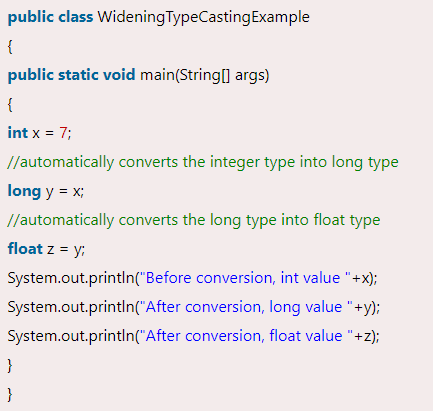 public class WideningTypeCastingExample
{
public static void main(String[] args)
{
int x = 7;
//automatically converts the integer type into long type
long y = x;
//automatically converts the long type into float type
float z = y;
System.out.println("Before conversion, int value "+x);
System.out.println("After conversion, long value "+y);
System.out.println("After conversion, float value "+z);
}
}